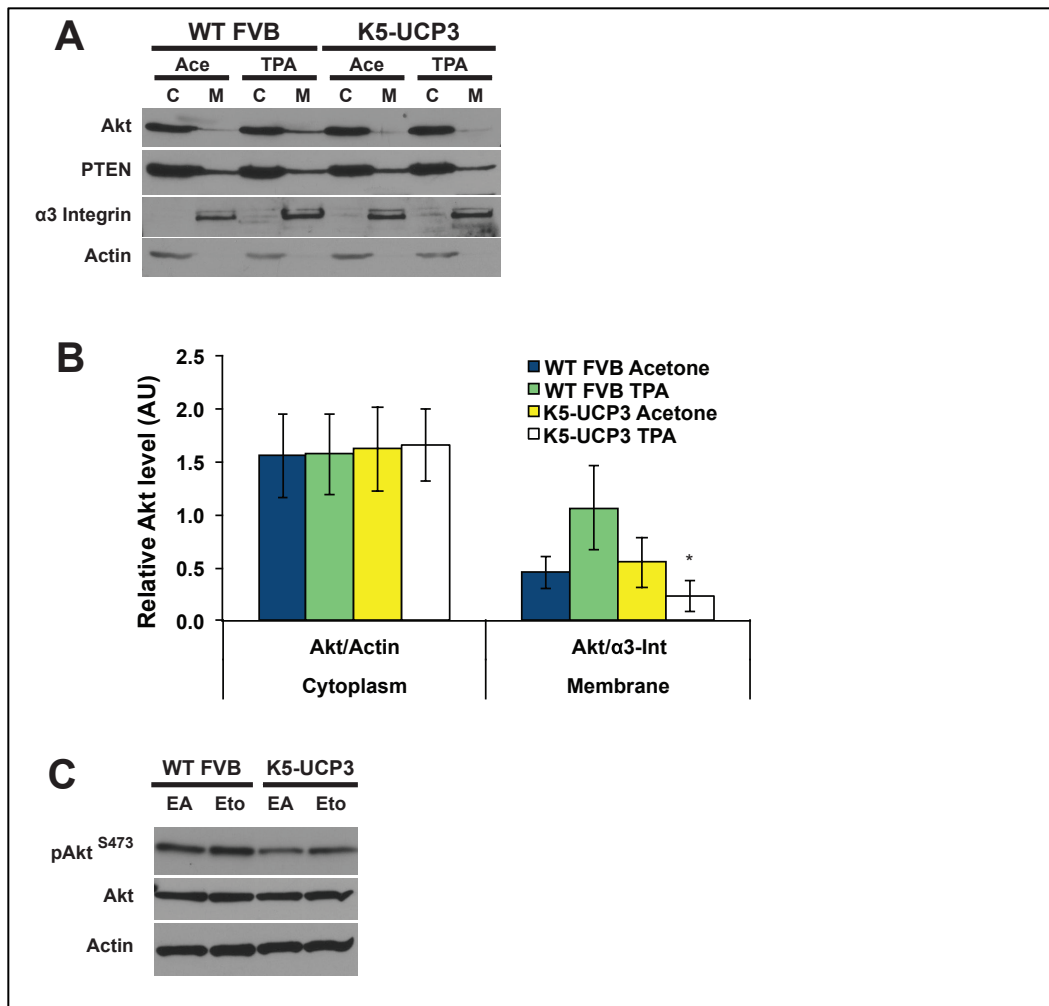 A
WT FVB K5-UCP3
Ace TPA Ace TPA
C M C M C M C M
Akt
PTEN
α3 Integrin
Actin
B
Relative Akt level (AU)
2.5
2.0
1.5
1.0
0.5
0.0
WT FVB Acetone
WT FVB TPA
K5-UCP3 Acetone
K5-UCP3 TPA
*
Akt/Actin Akt/α3-Int
Cytoplasm Membrane
C
WT FVB K5-UCP3
EA Eto EA Eto
pAkt S473
Akt
Actin